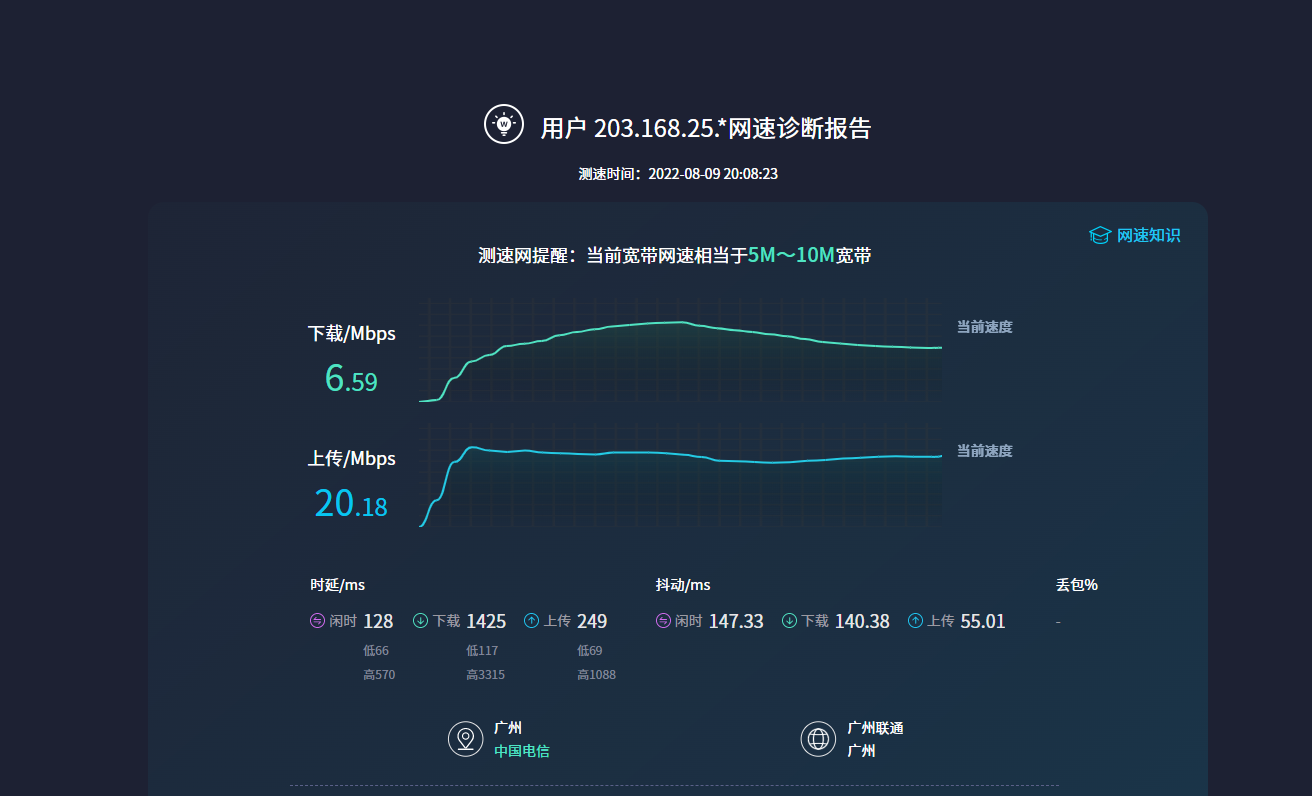 用户 203.168.25.*网速诊断报告
测速时间：2022-08-09 20:08:23
网速知识
测速网提醒：当前宽带网速相当于5M～10M宽带
下载/Mbps
当前速度
6.59
上传/Mbps
当前速度
20.18
时延/ms 抖动/ms 丢包%
闲时 128 下载 1425 上传 249 闲时 147.33 下载 140.38 上传 55.01 -
低66 低117 低69
高570 高3315 高1088
广州 广州联通
中国电信 广州